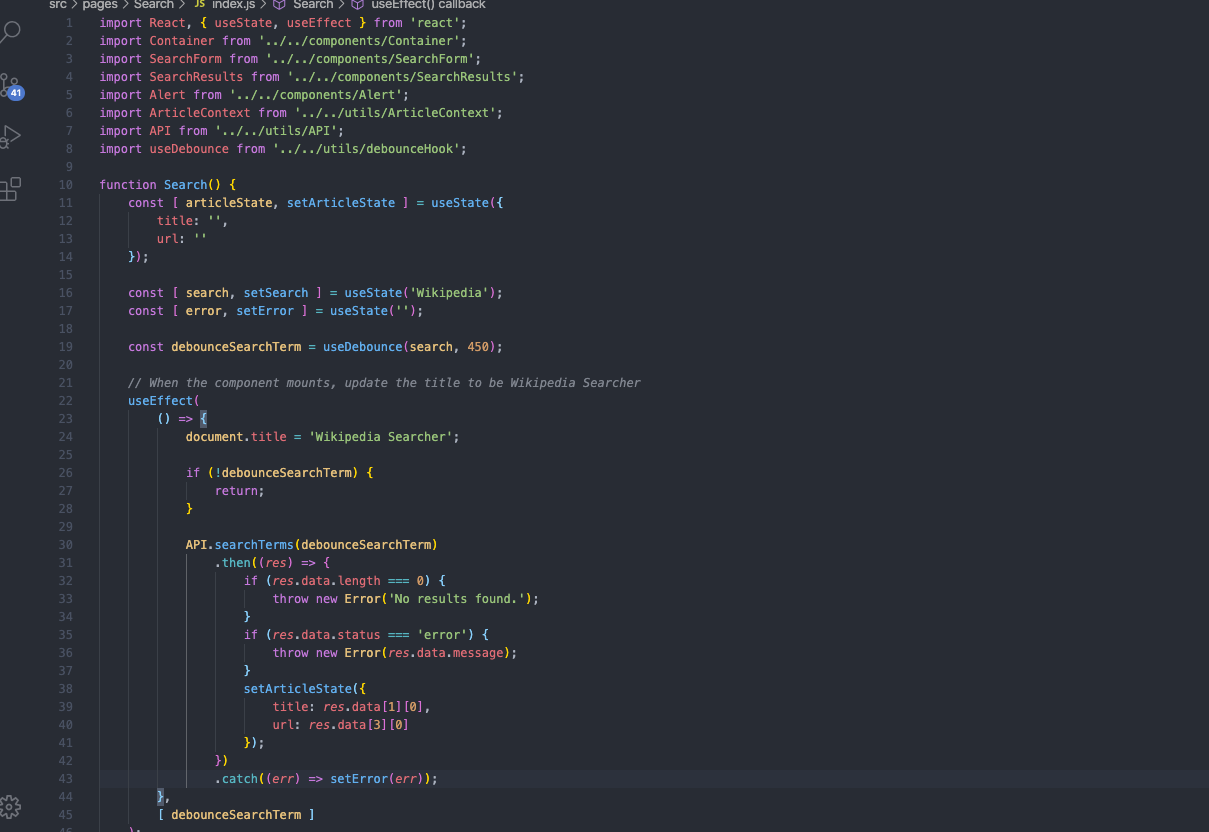 src > pages > Search > JS index.js > Search > useEffect() callback
1 import React, { useState, useEffect } from 'react';
2 import Container from '../../components/Container';
3 import SearchForm from '../../components/SearchForm';
4 import SearchResults from '../../components/SearchResults';
5 import Alert from '../../components/Alert';
6 import ArticleContext from '../../utils/ArticleContext';
7 import API from '../../utils/API';
8 import useDebounce from '../../utils/debounceHook';
9
10 function Search() {
11     const [ articleState, setArticleState ] = useState({
12         title: '',
13         url: ''
14     });
15
16     const [ search, setSearch ] = useState('Wikipedia');
17     const [ error, setError ] = useState('');
18
19     const debounceSearchTerm = useDebounce(search, 450);
20
21     // When the component mounts, update the title to be Wikipedia Searcher
22     useEffect(
23         () => {
24             document.title = 'Wikipedia Searcher';
25
26             if (!debounceSearchTerm) {
27                 return;
28             }
29
30             API.searchTerms(debounceSearchTerm)
31                 .then((res) => {
32                     if (res.data.length === 0) {
33                         throw new Error('No results found.');
34                     }
35                     if (res.data.status === 'error') {
36                         throw new Error(res.data.message);
37                     }
38                     setArticleState({
39                         title: res.data[1][0],
40                         url: res.data[3][0]
41                     });
42                 })
43                 .catch((err) => setError(err));
44         },
45         [ debounceSearchTerm ]
46     );
41